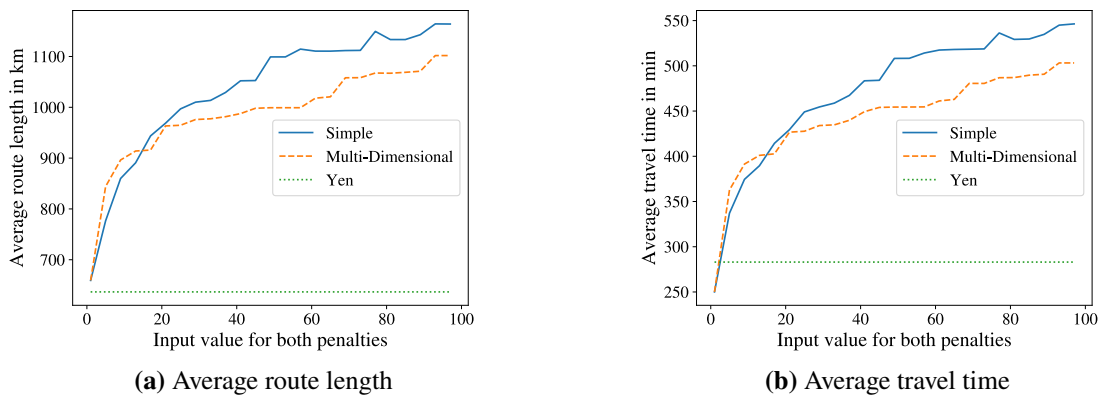 Average route length in km
1100
1000
900
800
700
0 20 40 60 80 100
Input value for both penalties
Simple
Multi-Dimensional
Yen
(a) Average route length
Average travel time in min
550
500
450
400
350
300
250
0 20 40 60 80 100
Input value for both penalties
Simple
Multi-Dimensional
Yen
(b) Average travel time